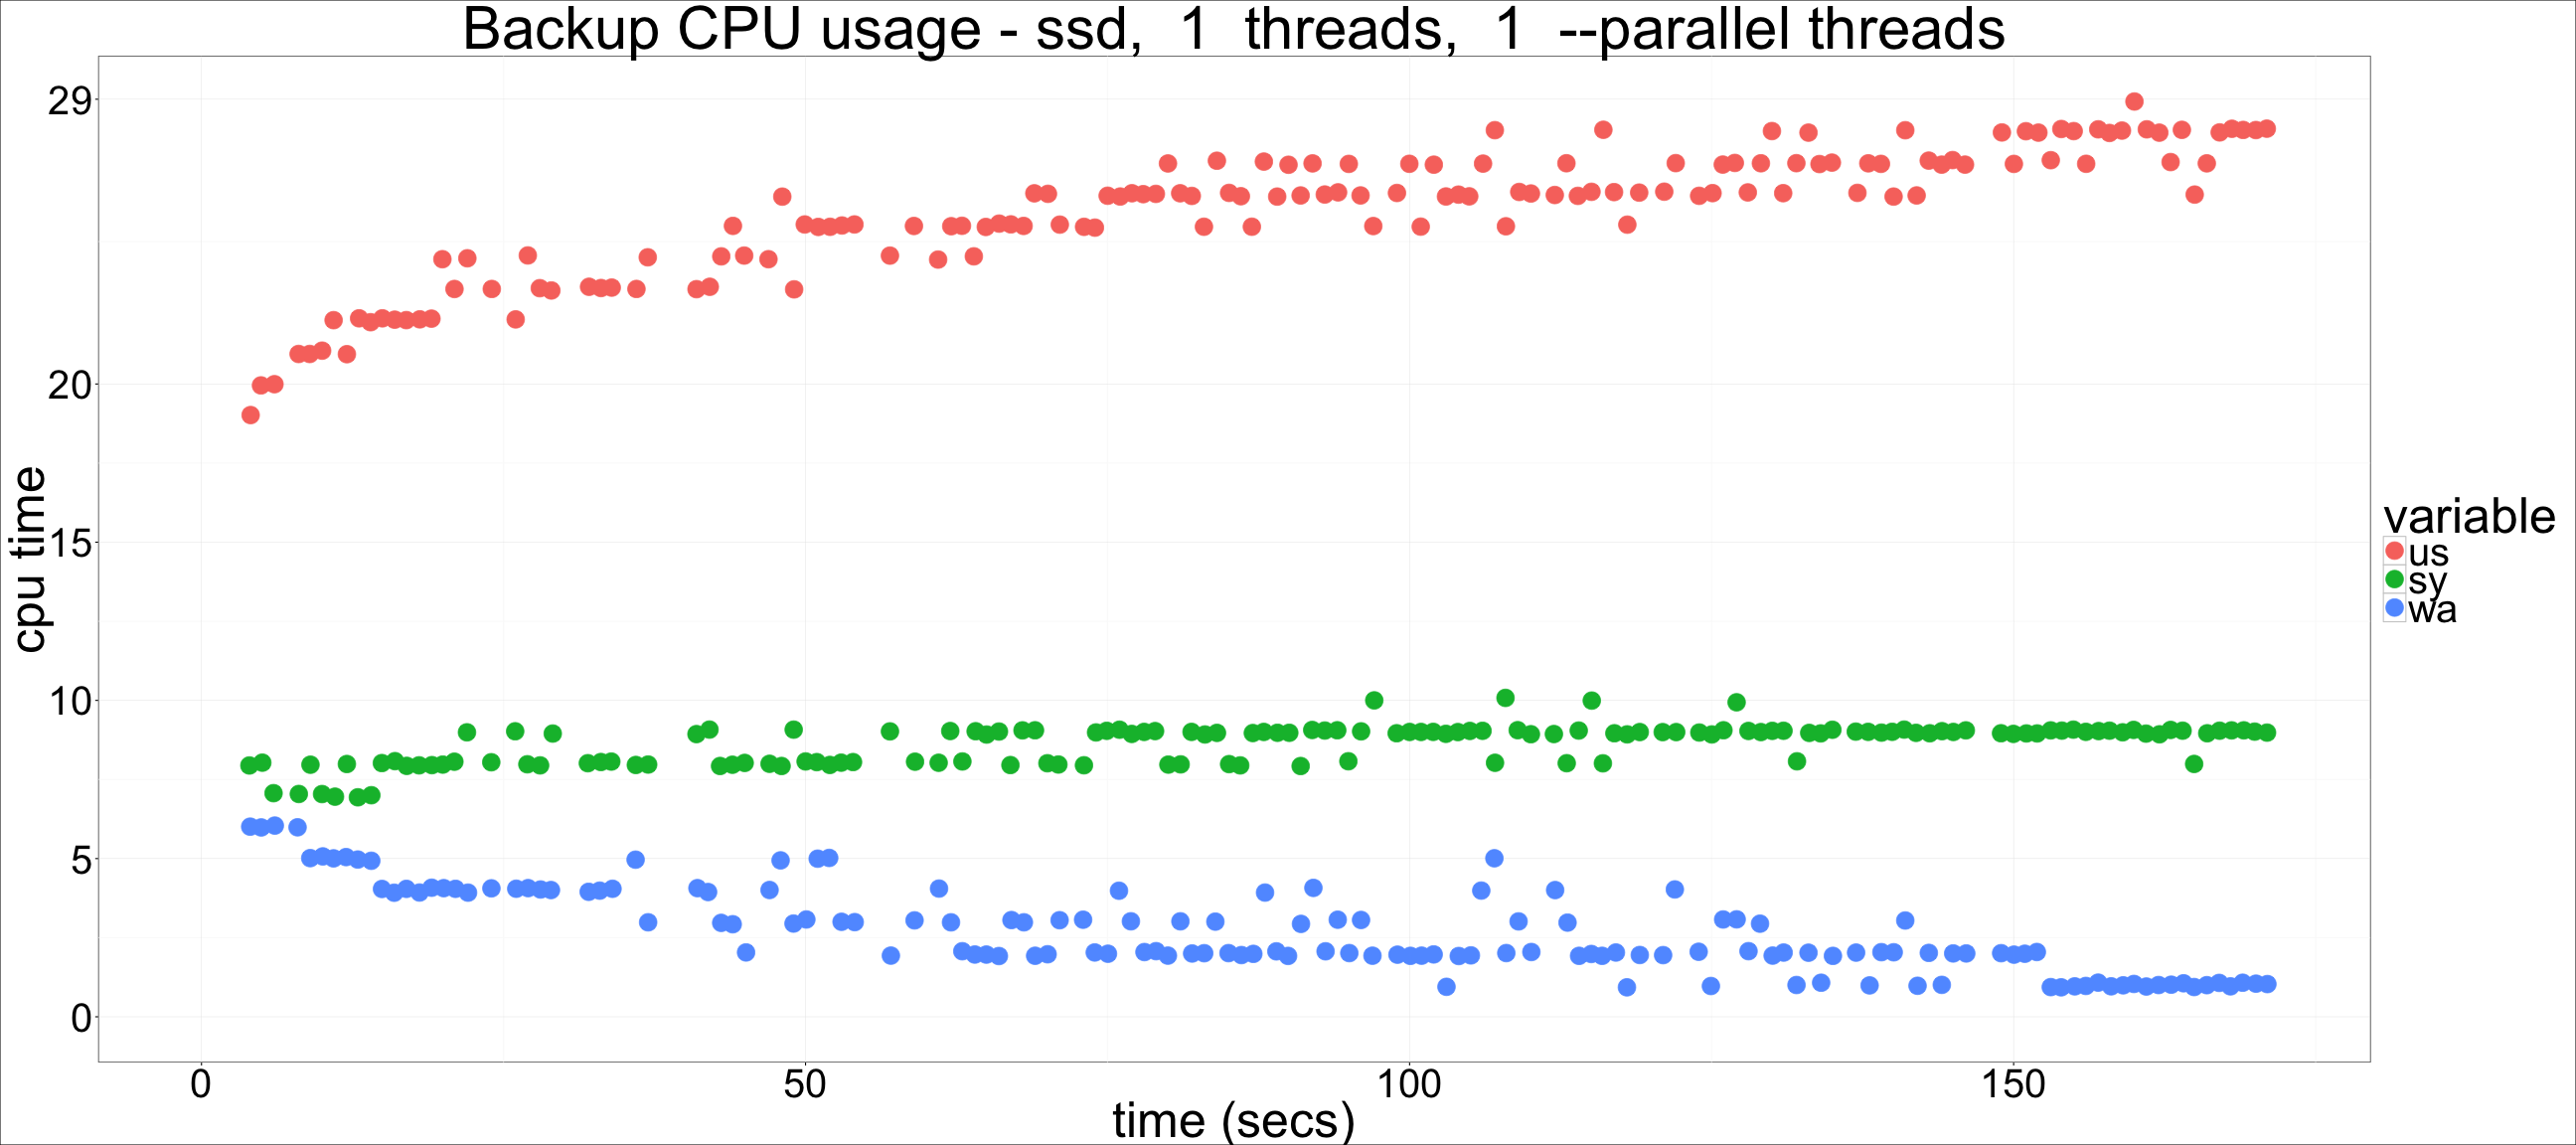 Backup CPU usage - ssd,  1  threads,  1  --parallel threads
29
20
15
10
5
0
cpu time
0 50 100 150
time (secs)
variable
us
sy
wa